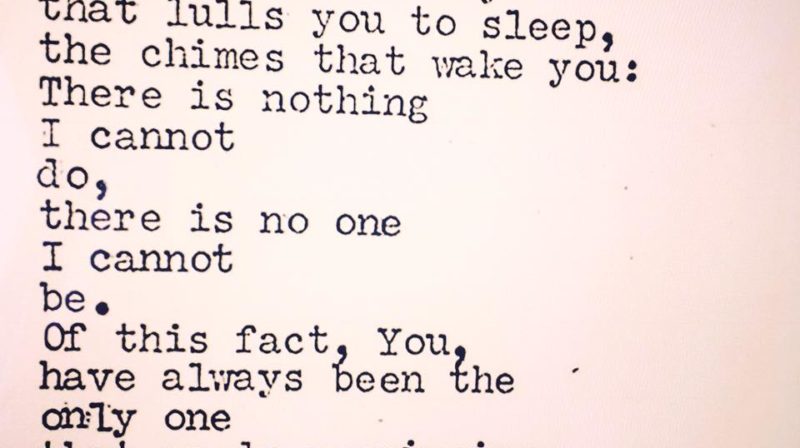 that lulls you to sleep,
the chimes that wake you:
There is nothing
I cannot
do,
there is no one
I cannot
be.
Of this fact, You,
have always been the
only one